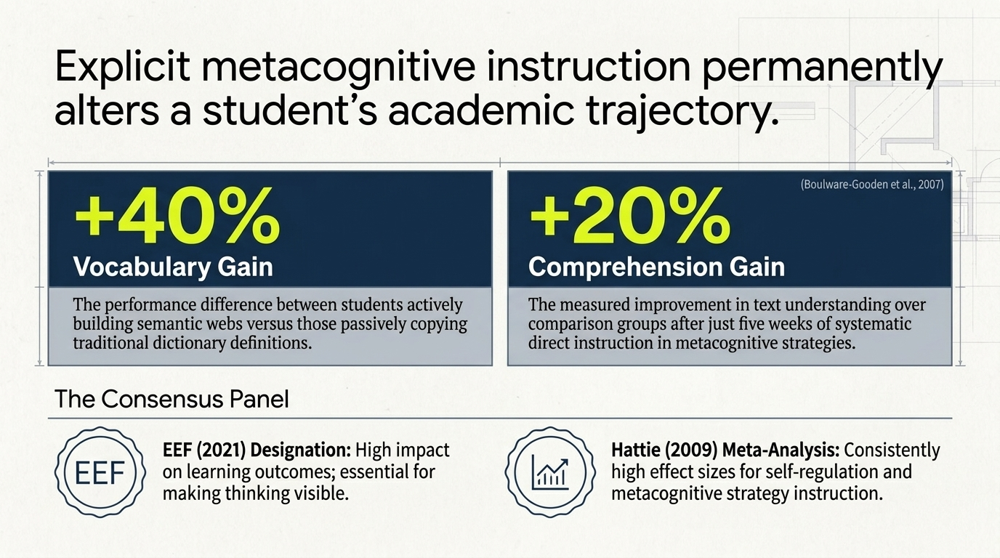 Explicit metacognitive instruction permanently
alters a student’s academic trajectory.
+40%
Vocabulary Gain
The performance difference between students actively
building semantic webs versus those passively copying
traditional dictionary definitions.
(Boulware-Gooden et al., 2007)
+20%
Comprehension Gain
The measured improvement in text understanding over
comparison groups after just five weeks of systematic
direct instruction in metacognitive strategies.
The Consensus Panel
EEF
EEF (2021) Designation: High impact
on learning outcomes; essential for
making thinking visible.
Hattie (2009) Meta-Analysis: Consistently
high effect sizes for self-regulation and
metacognitive strategy instruction.